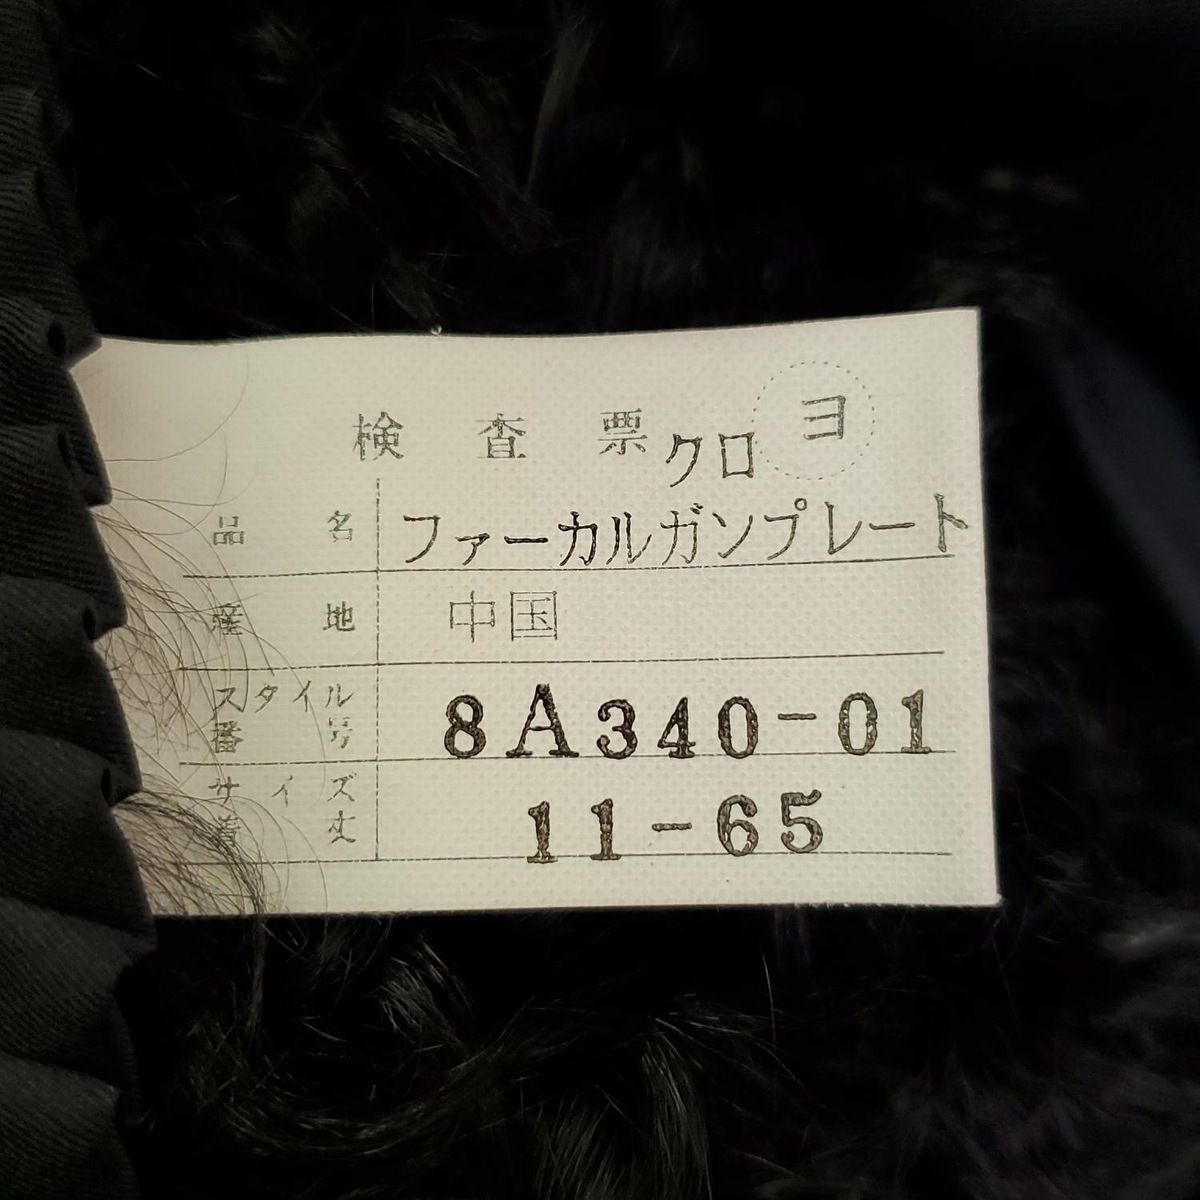 検査票 クロ ヨ
品名 ファーカルガンプレート
産地 中国
スタイル番号 8A340-01
サイズ着丈 11-65